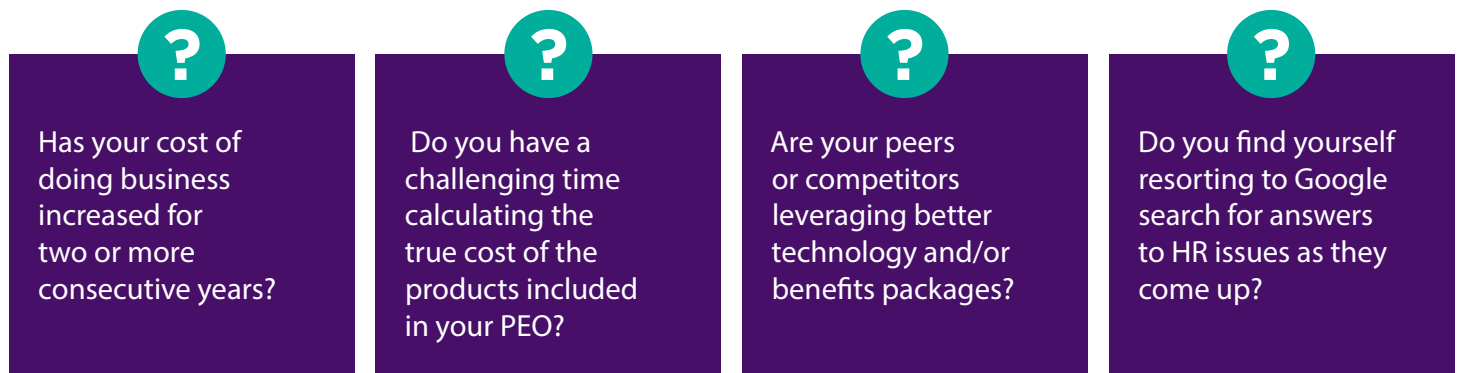 ?
Has your cost of
doing business
increased for
two or more
consecutive years?
?
Do you have a
challenging time
calculating the
true cost of the
products included
in your PEO?
?
Are your peers
or competitors
leveraging better
technology and/or
benefits packages?
?
Do you find yourself
resorting to Google
search for answers
to HR issues as they
come up?